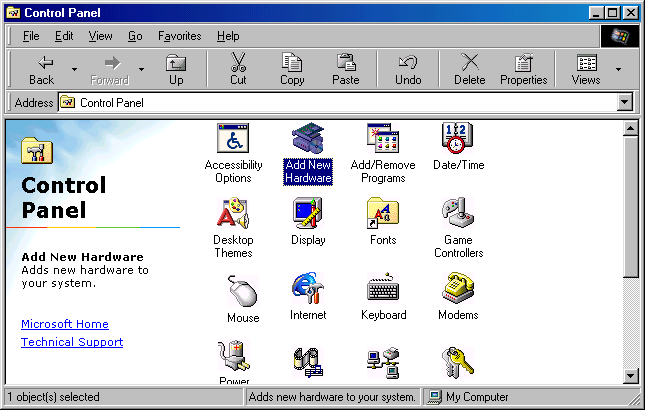 Control Panel
File Edit View Go Favorites Help
Back Forward Up Cut Copy Paste Undo Delete Properties Views
Address Control Panel
Control
Panel
Add New Hardware
Adds new hardware to
your system.
Microsoft Home
Technical Support
Accessibility
Options
Add New
Hardware
Add/Remove
Programs
Date/Time
Desktop
Themes
Display
Fonts
Game
Controllers
Mouse
Internet
Keyboard
Modems
Power
1 object(s) selected
Adds new hardware to your system.
My Computer